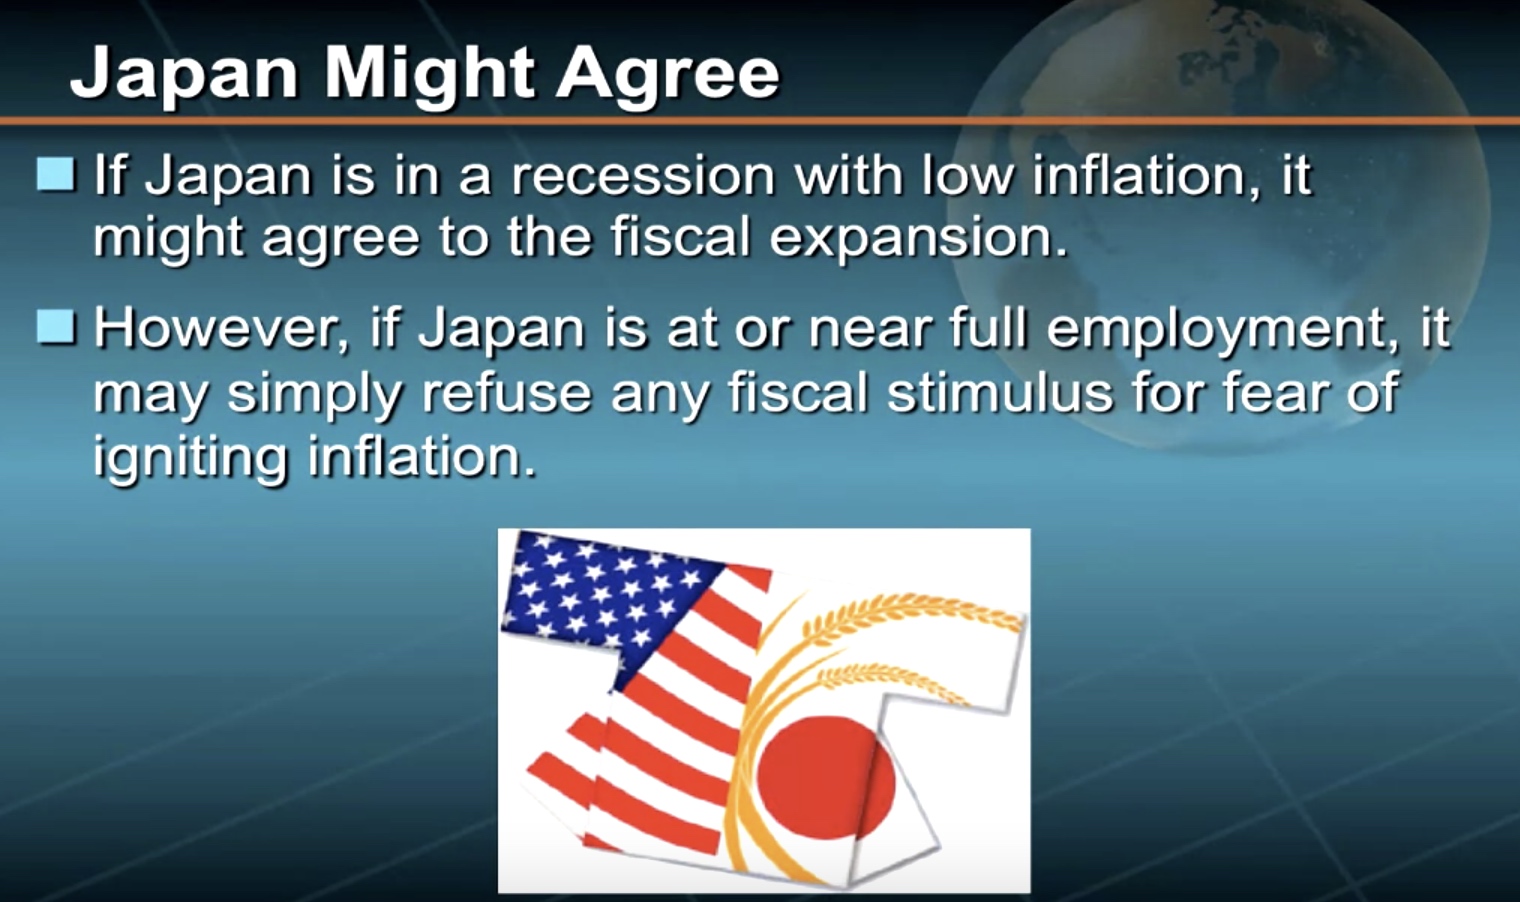 Japan Might Agree
If Japan is in a recession with low inflation, it
might agree to the fiscal expansion.
However, if Japan is at or near full employment, it
may simply refuse any fiscal stimulus for fear of
igniting inflation.